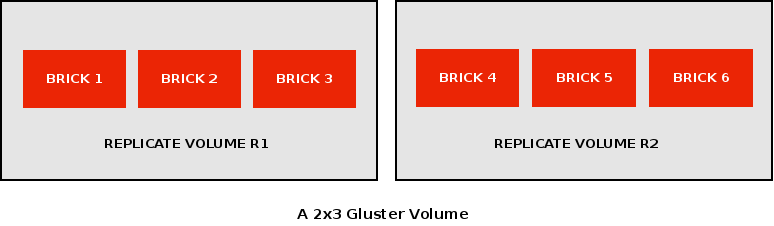 BRICK 1 BRICK 2 BRICK 3
REPLICATE VOLUME R1
BRICK 4 BRICK 5 BRICK 6
REPLICATE VOLUME R2
A 2x3 Gluster Volume